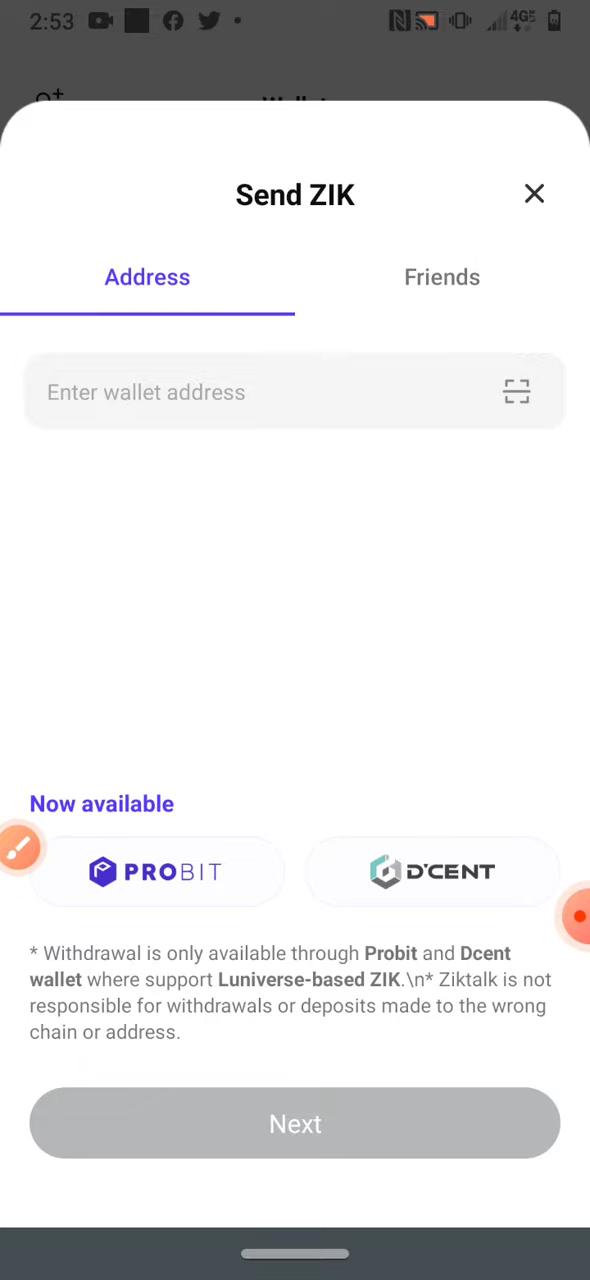 2:53
4G
Send ZIK
Address
Friends
Enter wallet address
Now available
PROBIT
D'CENT
* Withdrawal is only available through Probit and Dcent
wallet where support Luniverse-based ZIK.\n* Ziktalk is not
responsible for withdrawals or deposits made to the wrong
chain or address.
Next